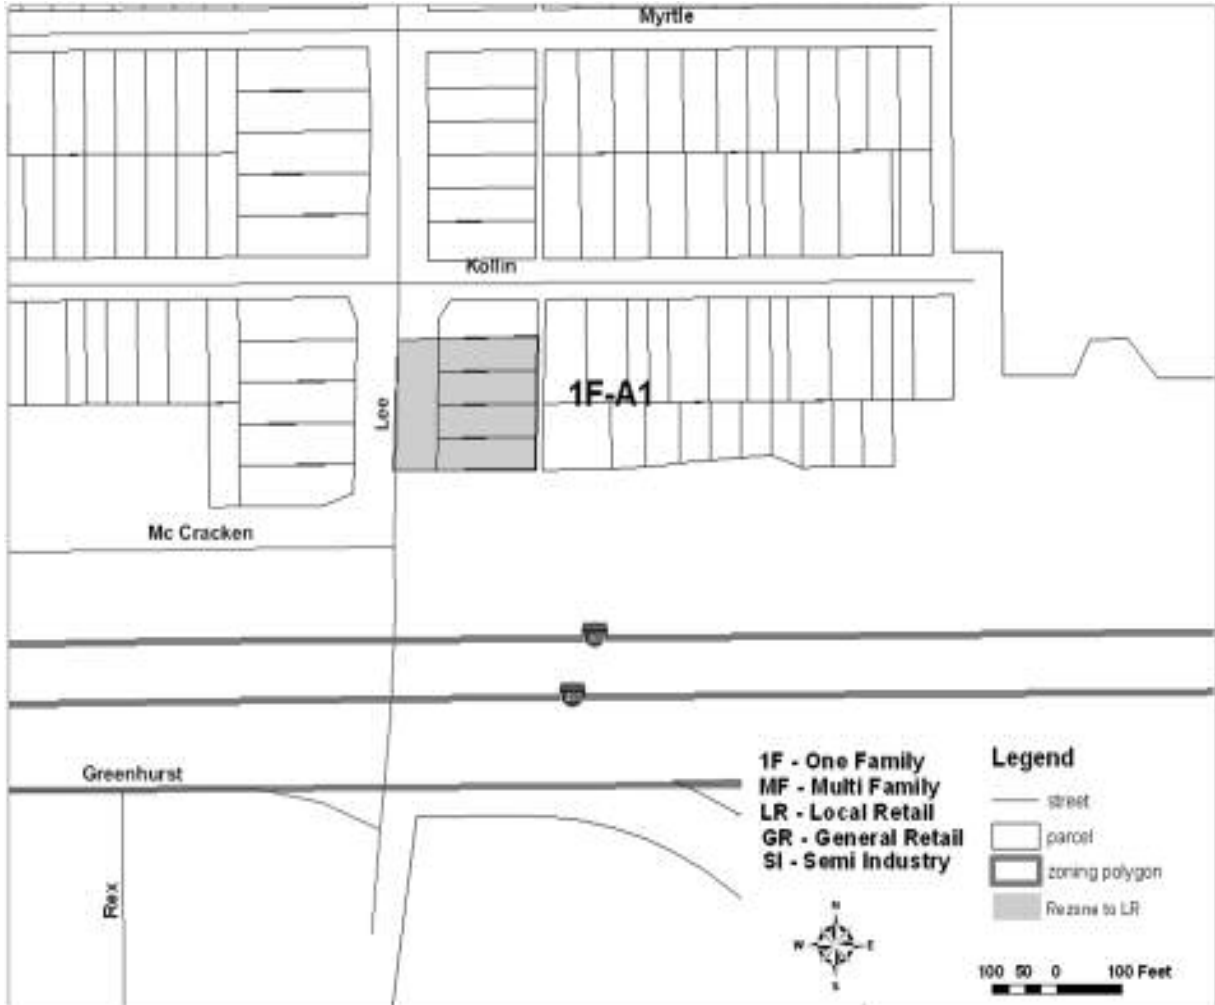 Myrtle
Kollin
1F-A1
Lee
Mc Cracken
Greenhurst
Rex
1F - One Family
MF - Multi Family
LR - Local Retail
GR - General Retail
SI - Semi Industry
Legend
street
parcel
zoning polygon
Rezone to LR
N
W E
S
100 50 0 100 Feet